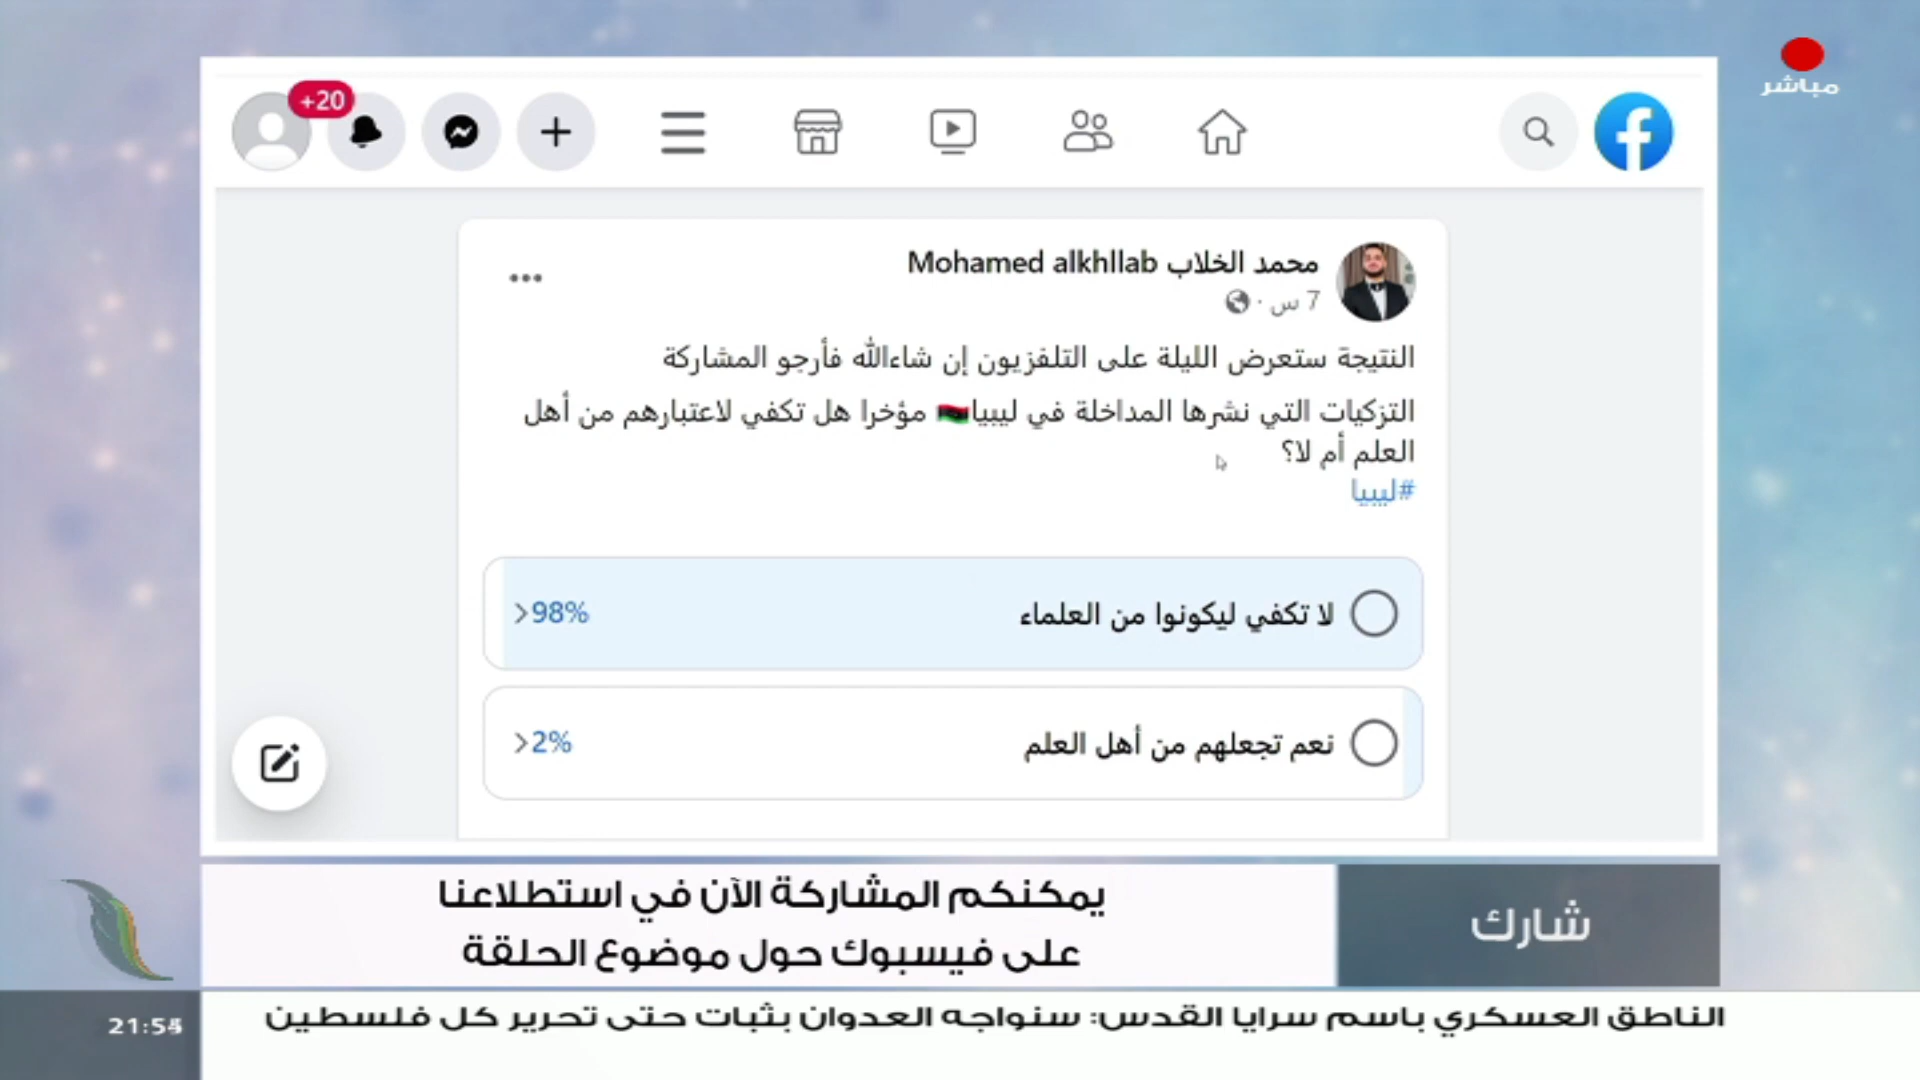 مباشر
+20
محمد الخلاب Mohamed alkhllab
7 س ·
النتيجة ستعرض الليلة على التلفزيون إن شاءالله فأرجو المشاركة
التزكيات التي نشرها المداخلة في ليبيا🇱🇾 مؤخرا هل تكفي لاعتبارهم من أهل
العلم أم لا؟
#ليبيا
لا تكفي ليكونوا من العلماء 98%
نعم تجعلهم من أهل العلم 2%
شارك
يمكنكم المشاركة الآن في استطلاعنا
على فيسبوك حول موضوع الحلقة
الناطق العسكري باسم سرايا القدس: سنواجه العدوان بثبات حتى تحرير كل فلسطين